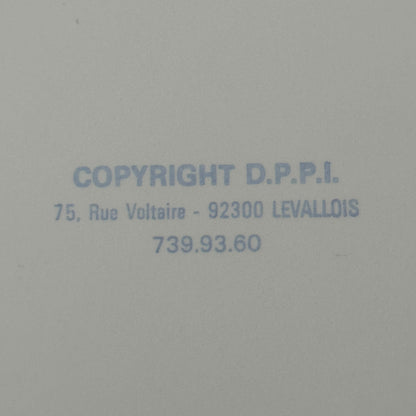 COPYRIGHT D.P.P.I.
75, Rue Voltaire - 92300 LEVALLOIS
739.93.60